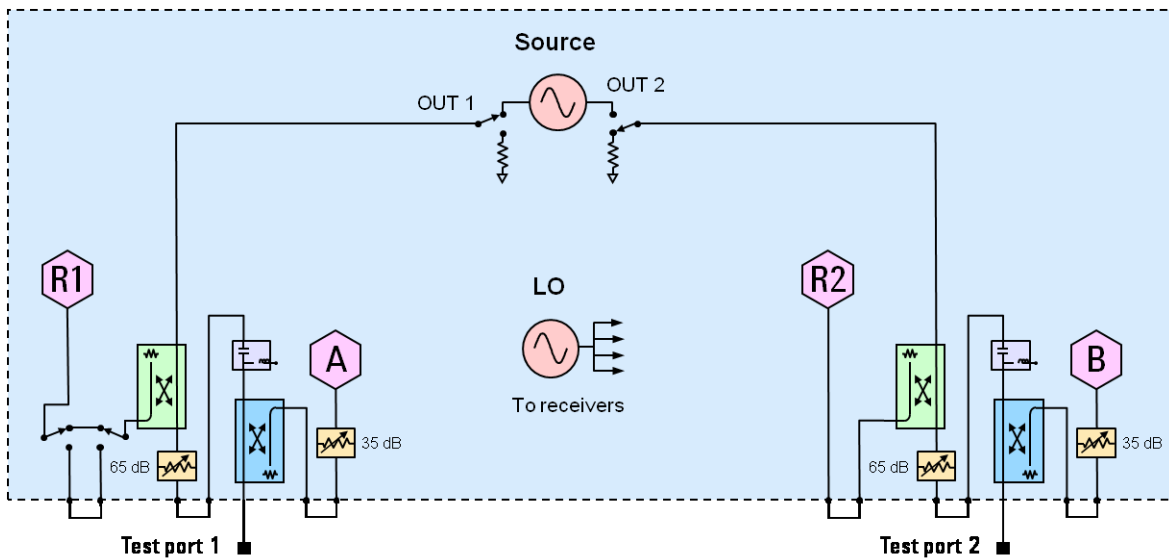 Source
OUT 1
OUT 2
R1
LO
R2
A
B
To receivers
65 dB
35 dB
65 dB
35 dB
Test port 1
Test port 2